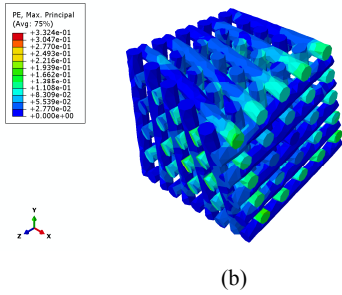 PE, Max. Principal
(Avg: 75%)
+3.324e-01
+3.047e-01
+2.770e-01
+2.493e-01
+2.216e-01
+1.939e-01
+1.662e-01
+1.385e-01
+1.108e-01
+8.309e-02
+5.539e-02
+2.770e-02
+0.000e+00
Y
Z X
(b)